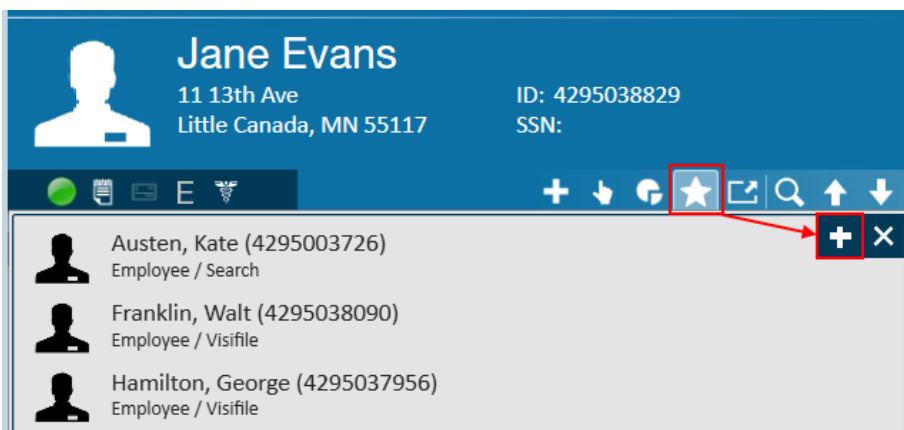 Jane Evans
11 13th Ave
Little Canada, MN 55117
ID: 4295038829
SSN:
E
Austen, Kate (4295003726)
Employee / Search
Franklin, Walt (4295038090)
Employee / Visifile
Hamilton, George (4295037956)
Employee / Visifile